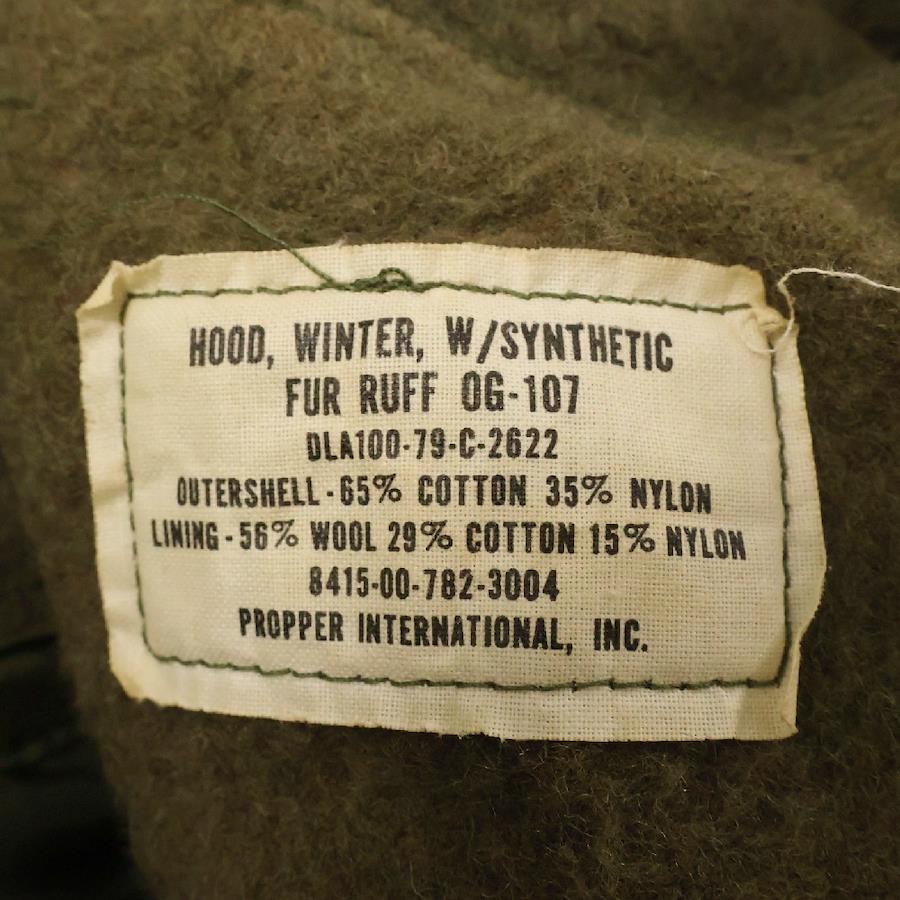 HOOD, WINTER, W/SYNTHETIC
FUR RUFF OG-107
DLA100-79-C-2622
OUTERSHELL-65% COTTON 35% NYLON
LINING-56% WOOL 29% COTTON 15% NYLON
8415-00-782-3004
PROPPER INTERNATIONAL, INC.